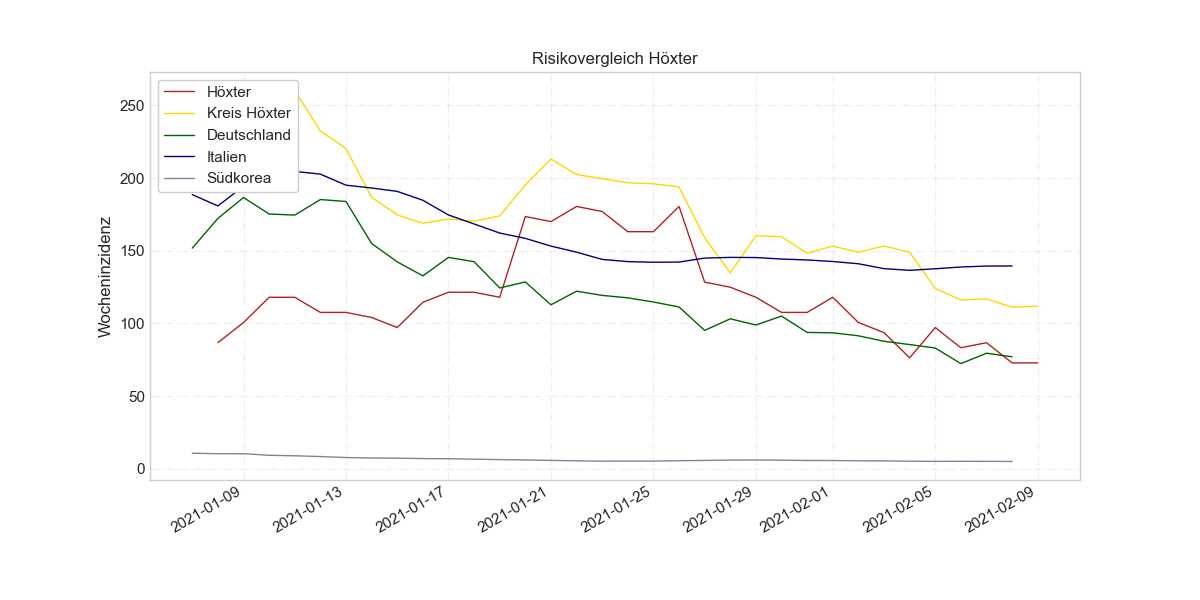 Risikovergleich Höxter
Höxter
Kreis Höxter
Deutschland
Italien
Südkorea
Wocheninzidenz
250
200
150
100
50
0
2021-01-09
2021-01-13
2021-01-17
2021-01-21
2021-01-25
2021-01-29
2021-02-01
2021-02-05
2021-02-09